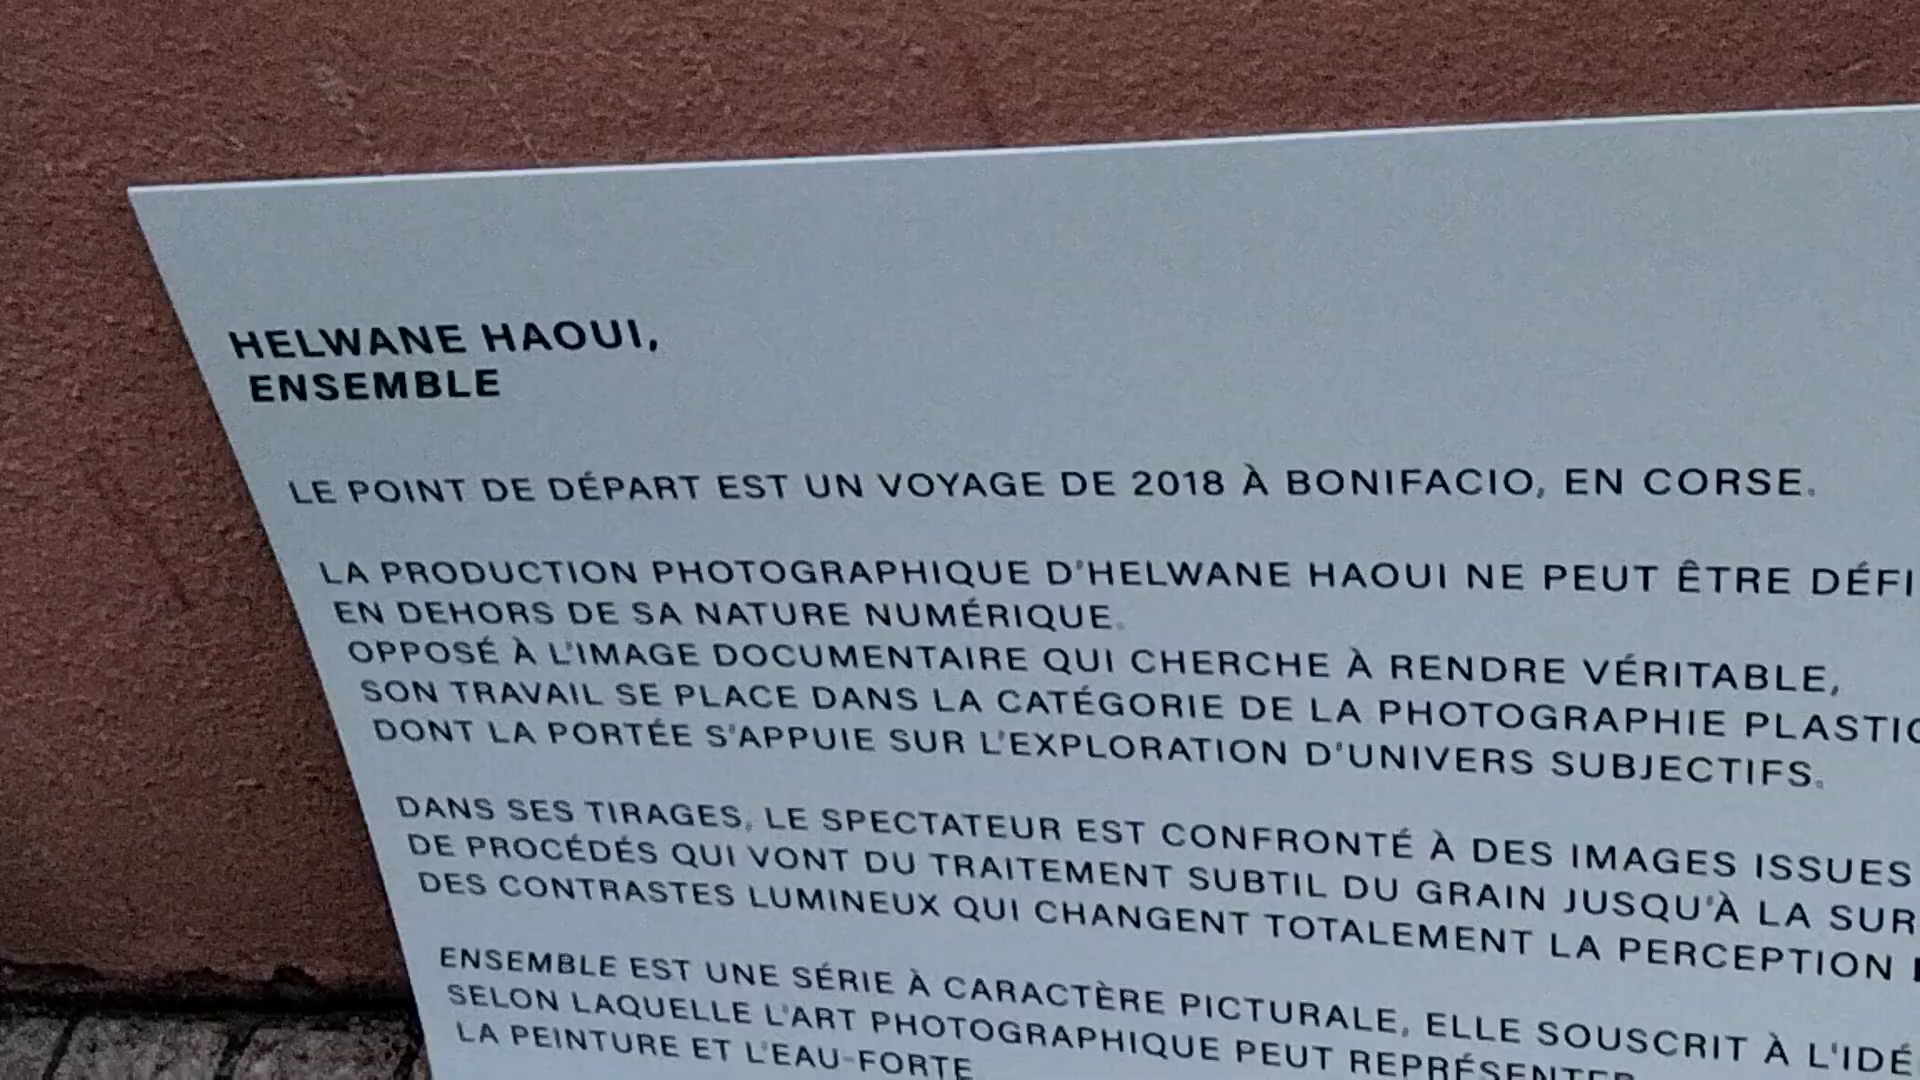 HELWANE HAOUI,
ENSEMBLE
LE POINT DE DÉPART EST UN VOYAGE DE 2018 À BONIFACIO, EN CORSE.
LA PRODUCTION PHOTOGRAPHIQUE D'HELWANE HAOUI NE PEUT ÊTRE DÉFI
EN DEHORS DE SA NATURE NUMÉRIQUE.
OPPOSÉ À L'IMAGE DOCUMENTAIRE QUI CHERCHE À RENDRE VÉRITABLE,
SON TRAVAIL SE PLACE DANS LA CATÉGORIE DE LA PHOTOGRAPHIE PLASTIC
DONT LA PORTÉE S'APPUIE SUR L'EXPLORATION D'UNIVERS SUBJECTIFS.
DANS SES TIRAGES, LE SPECTATEUR EST CONFRONTÉ À DES IMAGES ISSUES
DE PROCÉDÉS QUI VONT DU TRAITEMENT SUBTIL DU GRAIN JUSQU'À LA SUR
DES CONTRASTES LUMINEUX QUI CHANGENT TOTALEMENT LA PERCEPTION
ENSEMBLE EST UNE SÉRIE À CARACTÈRE PICTURALE, ELLE SOUSCRIT À L'IDÉ
SELON LAQUELLE L'ART PHOTOGRAPHIQUE PEUT REPRÉSENTER
LA PEINTURE ET L'EAU-FORTE